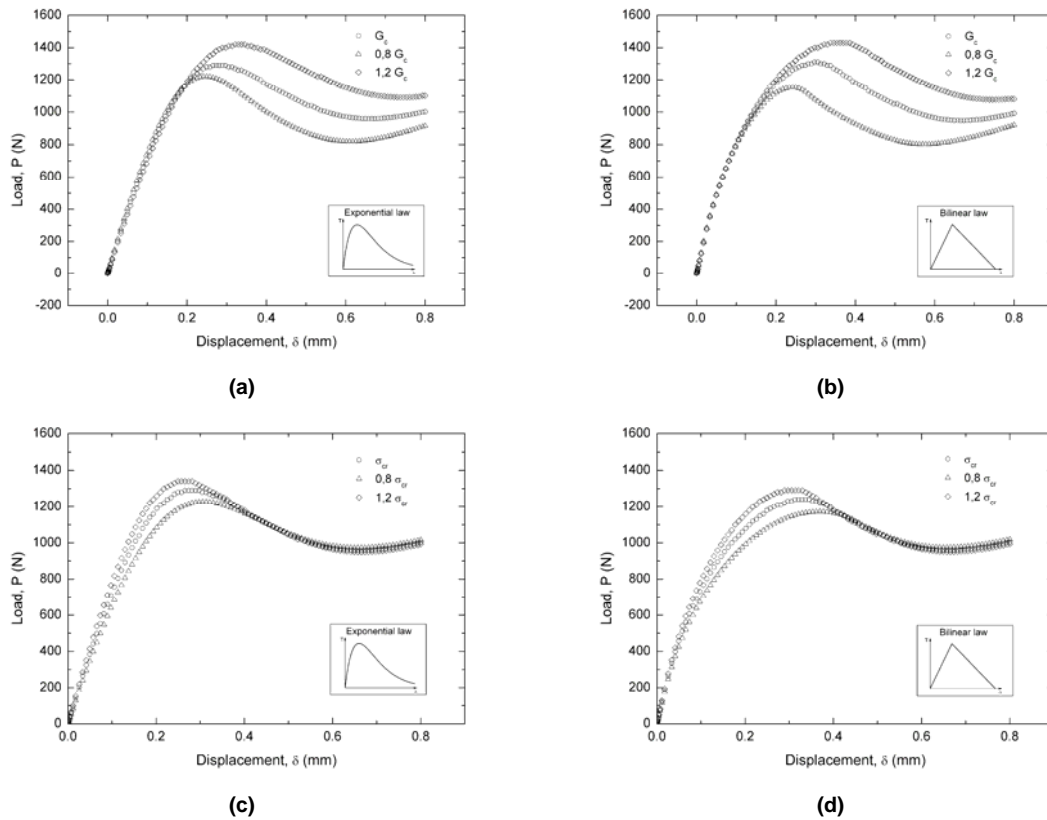 1600
1400
1200
1000
800
600
400
200
0
-200
Load, P (N)
G_c
0,8 G_c
1,2 G_c
Exponential law
T
0.0 0.2 0.4 0.6 0.8
Displacement, δ (mm)
(a)
1600
1400
1200
1000
800
600
400
200
0
-200
Load, P (N)
G_c
0,8 G_c
1,2 G_c
Bilinear law
T
0.0 0.2 0.4 0.6 0.8
Displacement, δ (mm)
(b)
1600
1400
1200
1000
800
600
400
200
0
Load, P (N)
σ_cr
0,8 σ_cr
1,2 σ_cr
Exponential law
T
0.0 0.2 0.4 0.6 0.8
Displacement, δ (mm)
(c)
1600
1400
1200
1000
800
600
400
200
0
Load, P (N)
σ_cr
0,8 σ_cr
1,2 σ_cr
Bilinear law
T
0.0 0.2 0.4 0.6 0.8
Displacement, δ (mm)
(d)